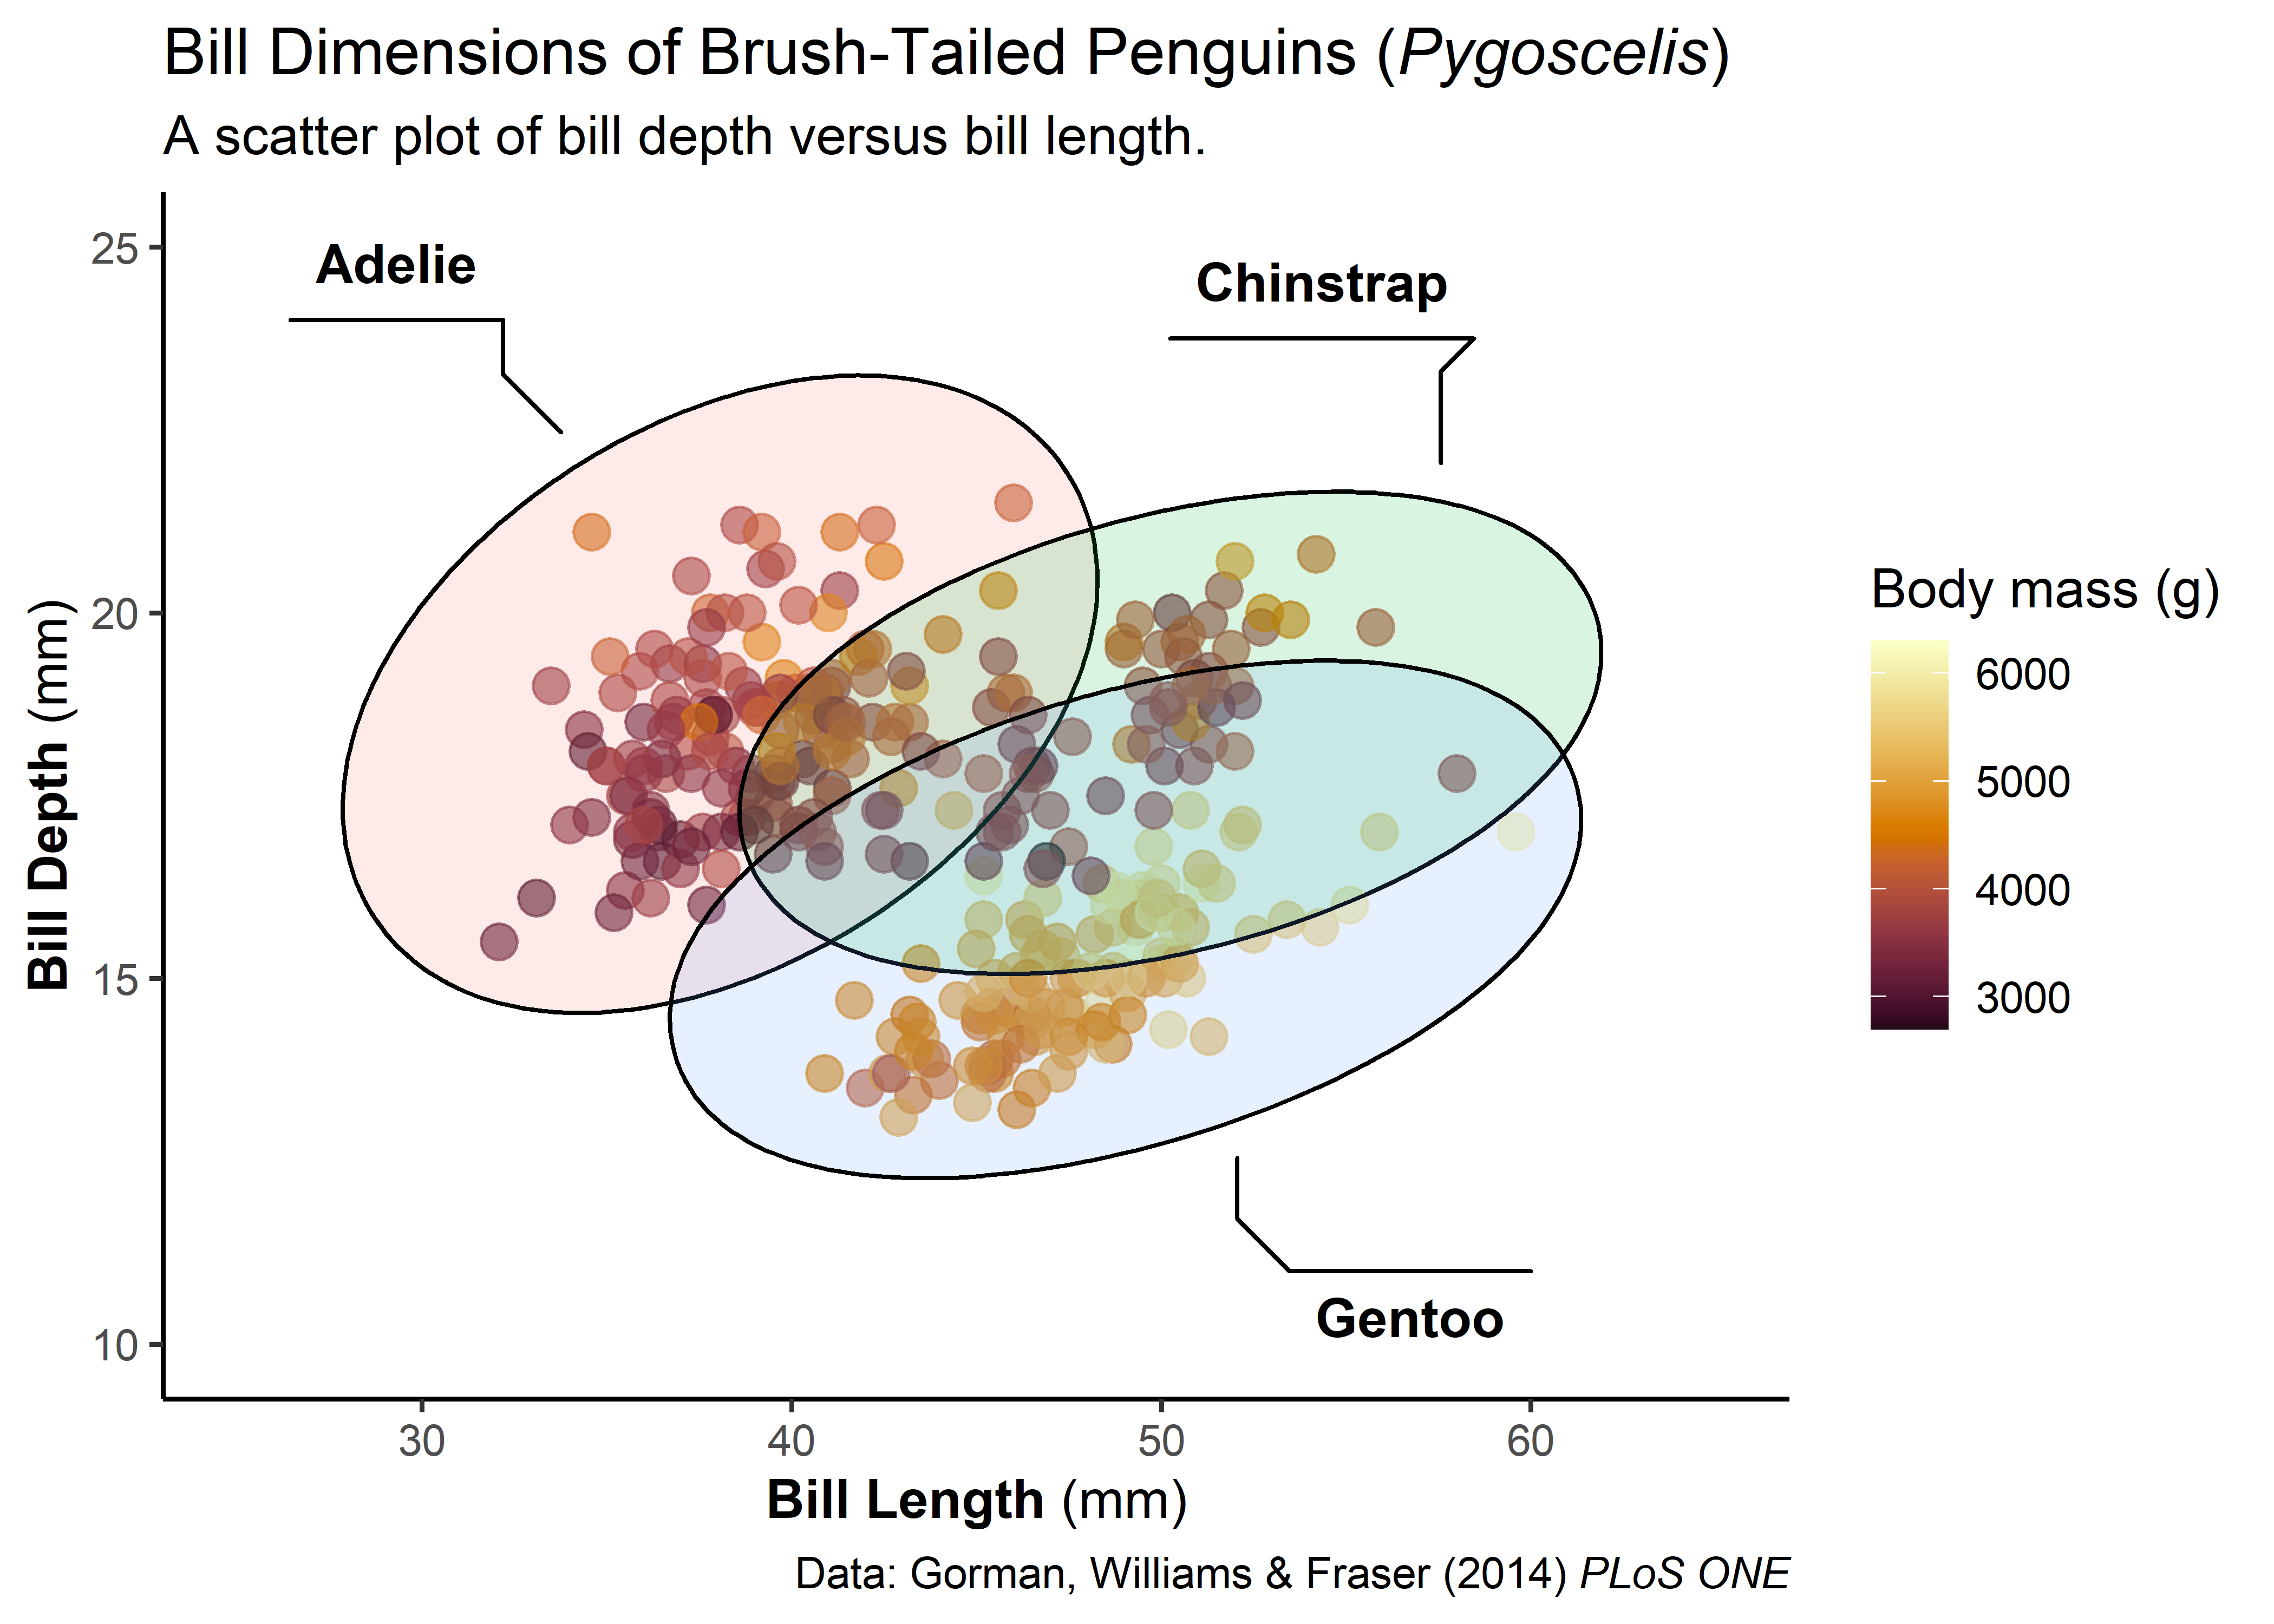 Bill Dimensions of Brush-Tailed Penguins (Pygoscelis)
A scatter plot of bill depth versus bill length.
Adelie
Chinstrap
Gentoo
Bill Depth (mm)
25
20
15
10
30
40
50
60
Bill Length (mm)
Body mass (g)
6000
5000
4000
3000
Data: Gorman, Williams & Fraser (2014) PLoS ONE